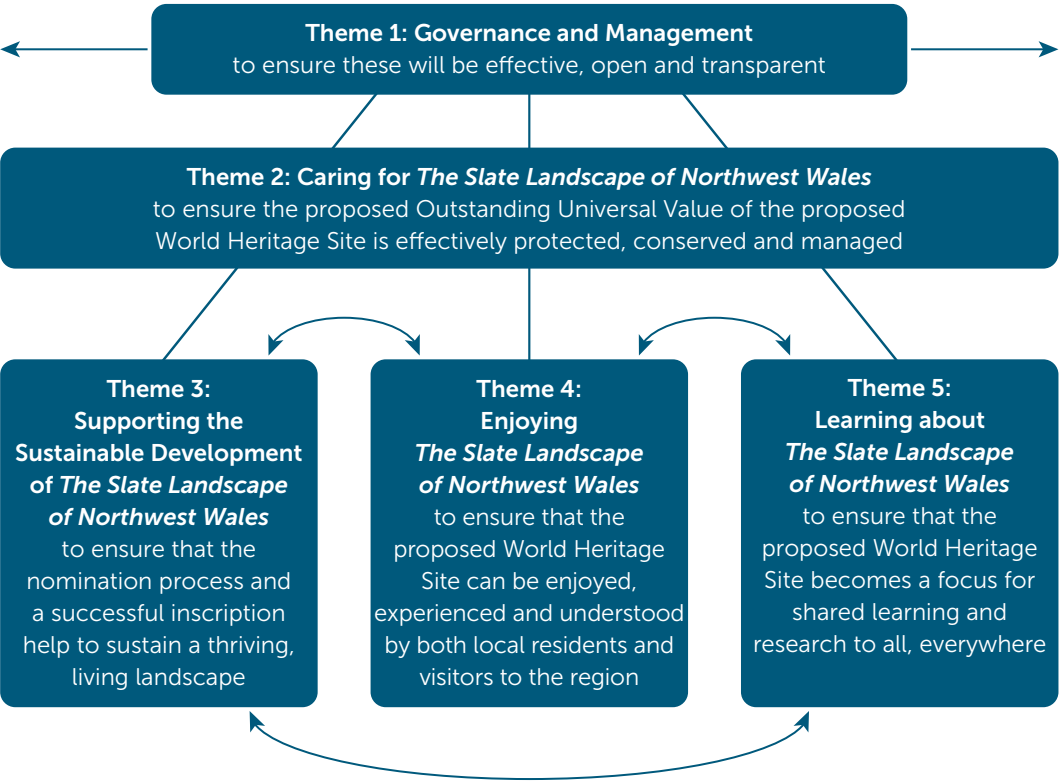 Theme 1: Governance and Management
to ensure these will be effective, open and transparent
Theme 2: Caring for The Slate Landscape of Northwest Wales
to ensure the proposed Outstanding Universal Value of the proposed
World Heritage Site is effectively protected, conserved and managed
Theme 3:
Supporting the
Sustainable Development
of The Slate Landscape
of Northwest Wales
to ensure that the
nomination process and
a successful inscription
help to sustain a thriving,
living landscape
Theme 4:
Enjoying
The Slate Landscape
of Northwest Wales
to ensure that the
proposed World Heritage
Site can be enjoyed,
experienced and understood
by both local residents and
visitors to the region
Theme 5:
Learning about
The Slate Landscape
of Northwest Wales
to ensure that the
proposed World Heritage
Site becomes a focus for
shared learning and
research to all, everywhere